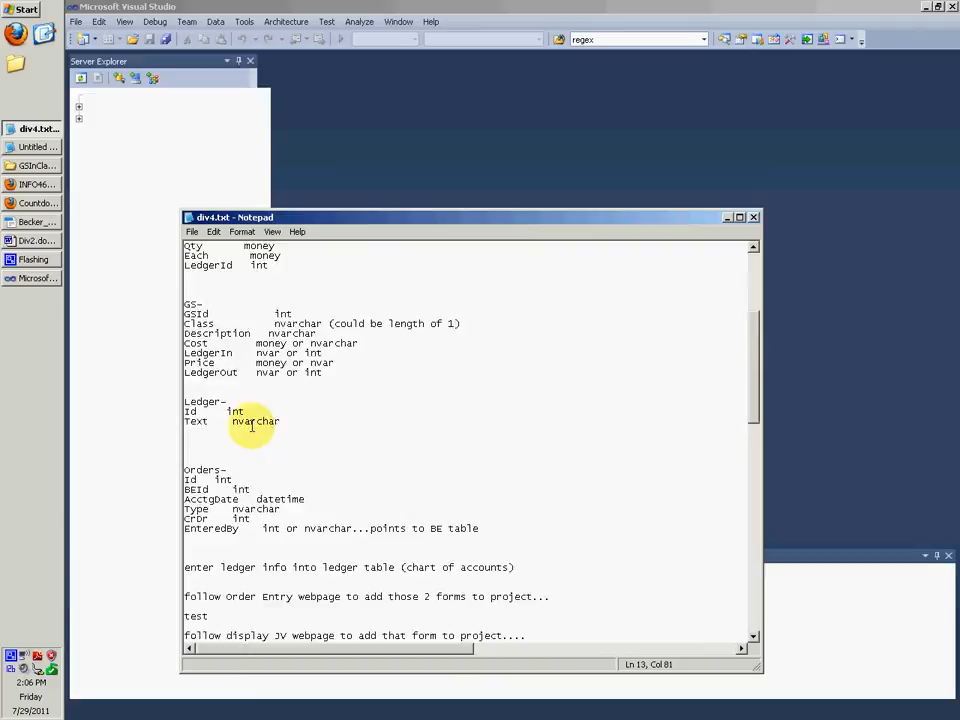 Start
Microsoft Visual Studio
File Edit View Debug Team Data Tools Architecture Test Analyze Window Help
regex
Server Explorer
div4.txt...
Untitled ...
GSInCla...
INFO46...
Countdo...
Becker_...
Div2.do...
Flashing
Microsof...
div4.txt - Notepad
File Edit Format View Help
Qty money
Each money
LedgerId int
GS-
GSId int
Class nvarchar (could be length of 1)
Description nvarchar
Cost money or nvarchar
LedgerIn nvar or int
Price money or nvar
LedgerOut nvar or int
Ledger-
Id int
Text nvarchar
Orders-
Id int
BEId int
AcctgDate datetime
Type nvarchar
CrDr int
EnteredBy int or nvarchar...points to BE table
enter ledger info into ledger table (chart of accounts)
follow Order Entry webpage to add those 2 forms to project...
test
follow display JV webpage to add that form to project....
Ln 13, Col 81
2:06 PM
Friday
7/29/2011